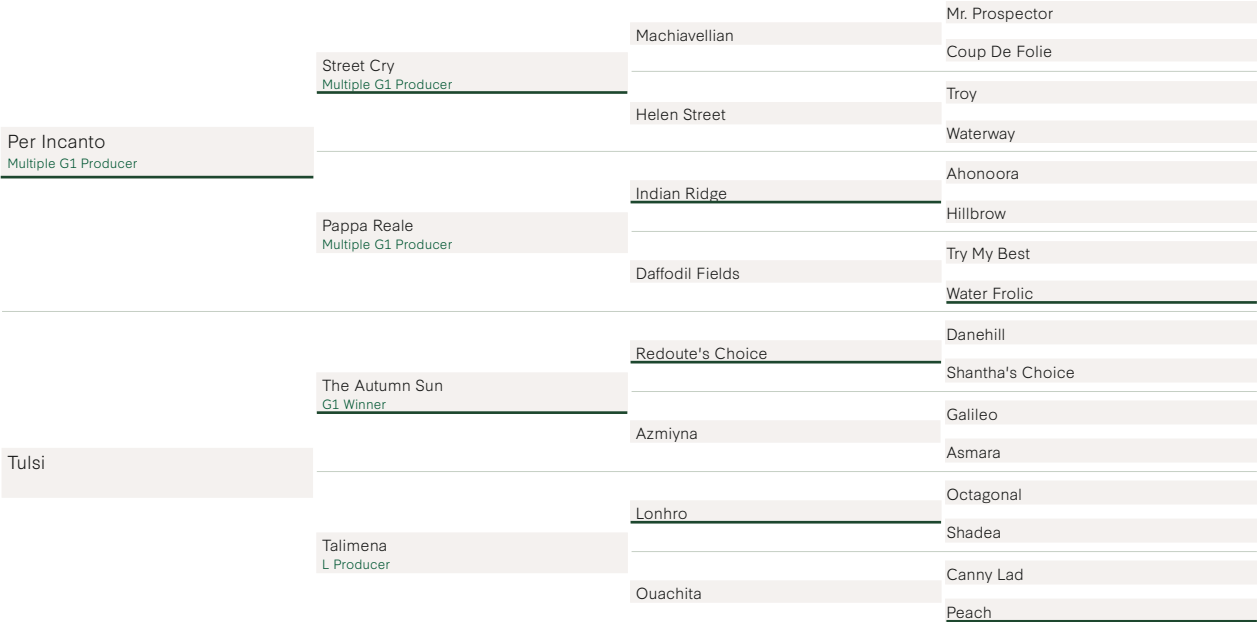 Per Incanto
Multiple G1 Producer
Tulsi
Street Cry
Multiple G1 Producer
Pappa Reale
Multiple G1 Producer
The Autumn Sun
G1 Winner
Talimena
L Producer
Machiavellian
Helen Street
Indian Ridge
Daffodil Fields
Redoute's Choice
Azmiyna
Lonhro
Ouachita
Mr. Prospector
Coup De Folie
Troy
Waterway
Ahonoora
Hillbrow
Try My Best
Water Frolic
Danehill
Shantha's Choice
Galileo
Asmara
Octagonal
Shadea
Canny Lad
Peach